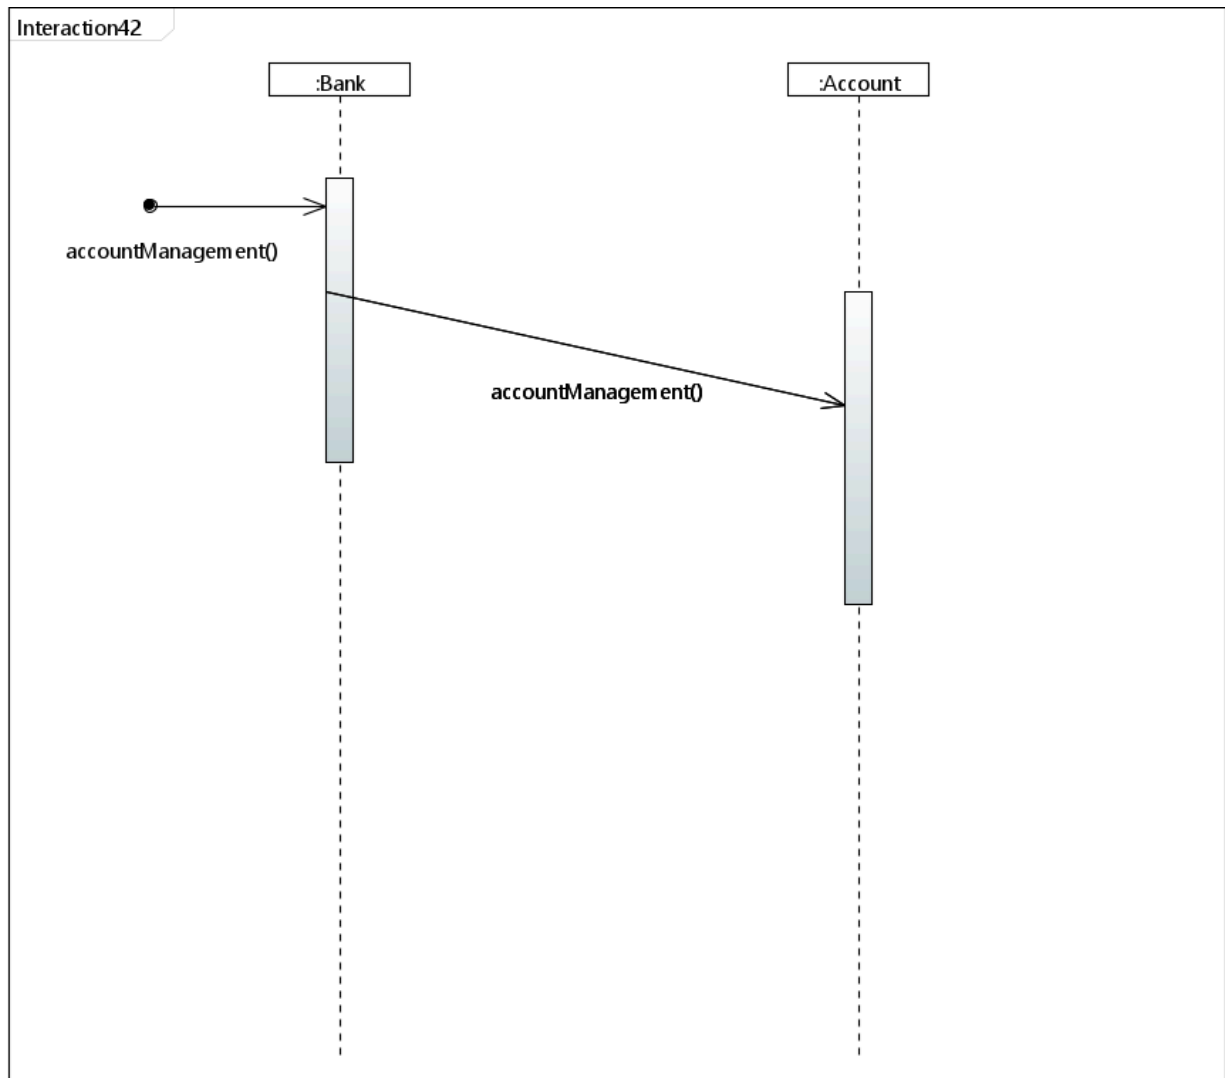 Interaction42
:Bank
:Account
accountManagement()
accountManagement()